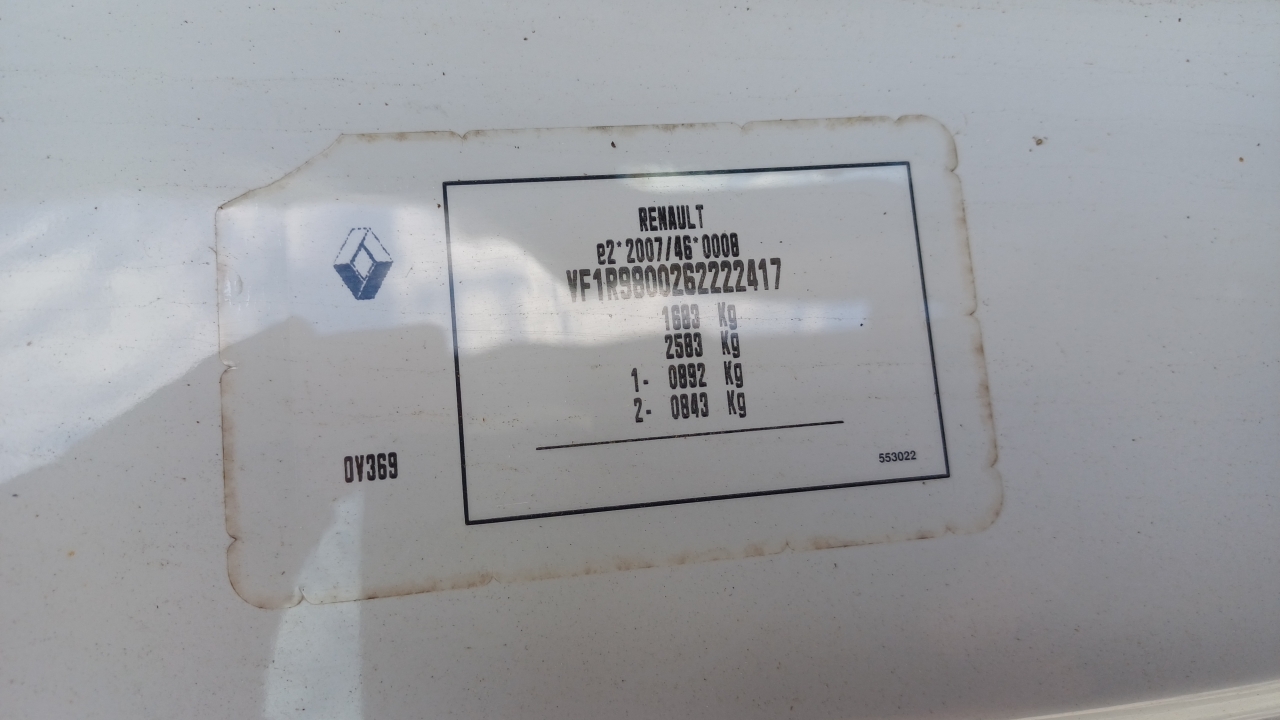 RENAULT
e2*2007/46*0008
VF1R9800262222417
1683 Kg
2583 Kg
1- 0892 Kg
2- 0843 Kg
0V369
553022